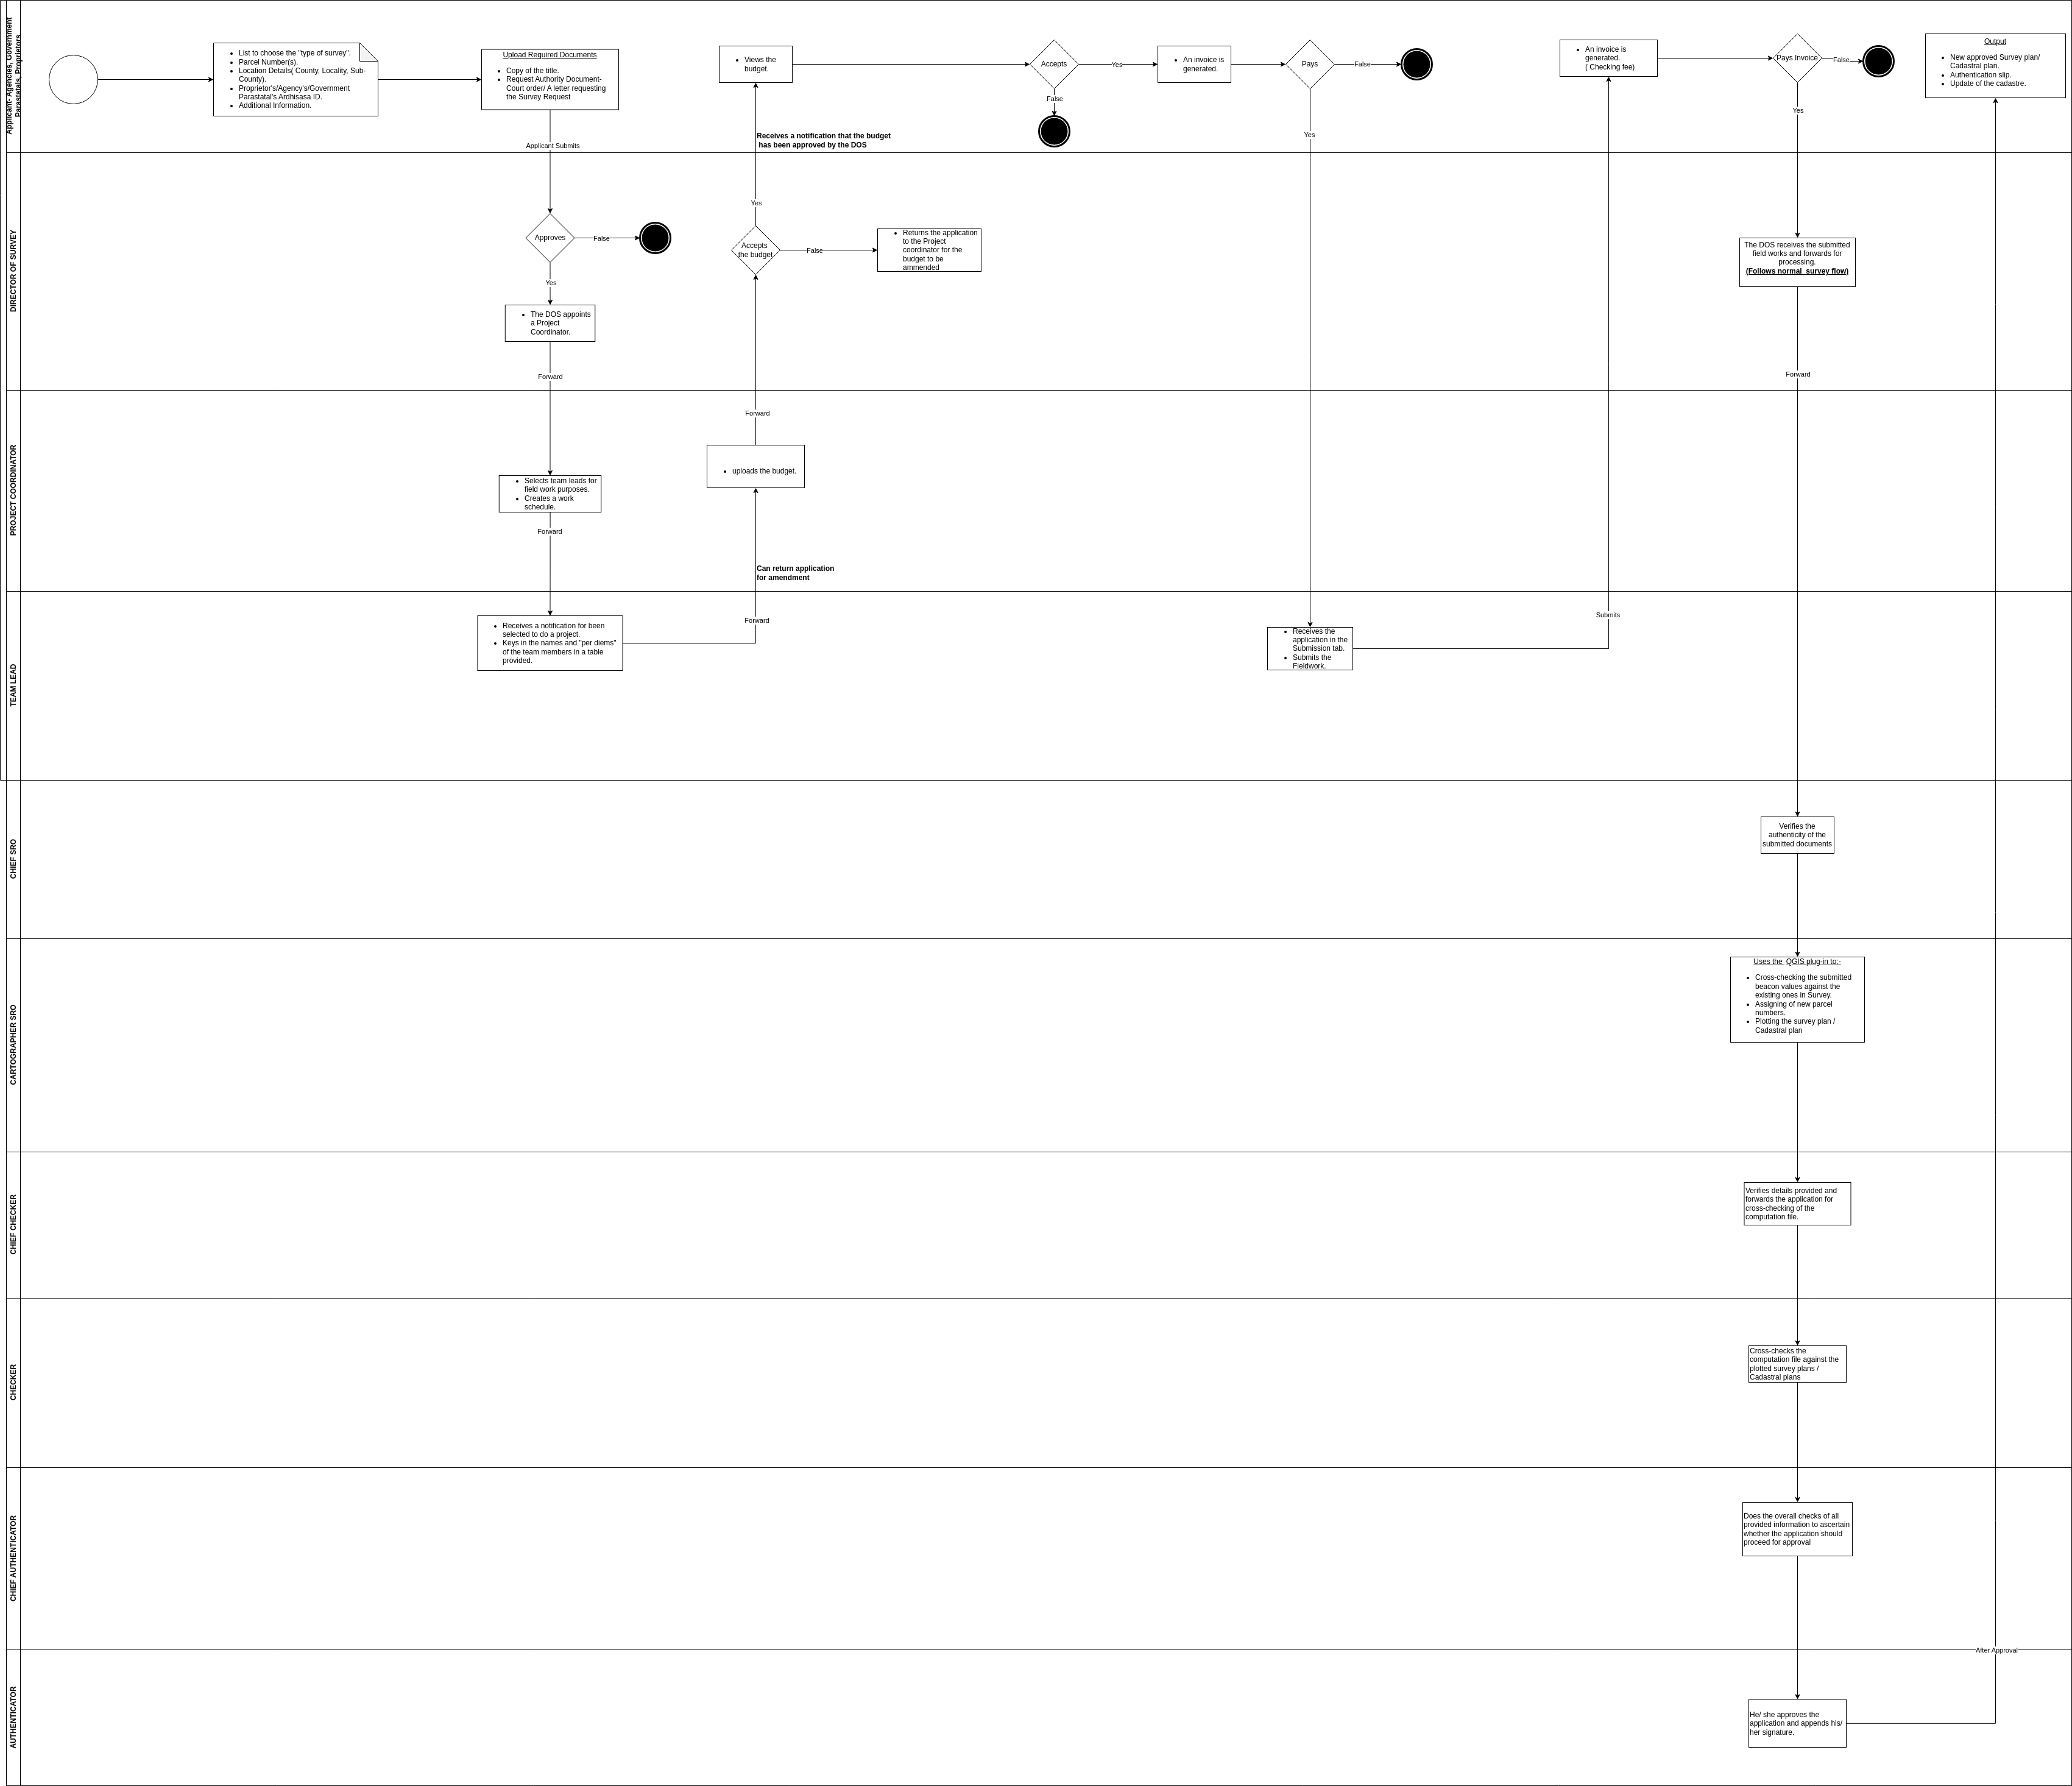 Applicant- Agencies, Government
Parastatals, Proprietors
List to choose the "type of survey".
Parcel Number(s).
Location Details( County, Locality, Sub-
County).
Proprietor's/Agency's/Government
Parastatal's Ardhisasa ID.
Additional Information.
Upload Required Documents
Copy of the title.
Request Authority Document-
Court order/ A letter requesting
the Survey Request
Applicant Submits
Views the
budget.
Receives a notification that the budget
has been approved by the DOS
Accepts
Yes
False
An invoice is
generated.
Pays
False
Yes
An invoice is
generated.
( Checking fee)
Pays Invoice
False
Yes
Output
New approved Survey plan/
Cadastral plan.
Authentication slip.
Update of the cadastre.
DIRECTOR OF SURVEY
Approves
False
Yes
The DOS appoints
a Project
Coordinator.
Forward
Yes
Accepts
the budget
False
Returns the application
to the Project
coordinator for the
budget to be
ammended
The DOS receives the submitted
field works and forwards for
processing.
(Follows normal survey flow)
Forward
PROJECT COORDINATOR
Selects team leads for
field work purposes.
Creates a work
schedule.
Forward
Forward
uploads the budget.
Can return application
for amendment
TEAM LEAD
Receives a notification for been
selected to do a project.
Keys in the names and "per diems"
of the team members in a table
provided.
Forward
Receives the
application in the
Submission tab.
Submits the
Fieldwork.
Submits
CHIEF SRO
Verifies the
authenticity of the
submitted documents
CARTOGRAPHER SRO
Uses the QGIS plug-in to:-
Cross-checking the submitted
beacon values against the
existing ones in Survey.
Assigning of new parcel
numbers.
Plotting the survey plan /
Cadastral plan
CHIEF CHECKER
Verifies details provided and
forwards the application for
cross-checking of the
computation file.
CHECKER
Cross-checks the
computation file against the
plotted survey plans /
Cadastral plans
CHIEF AUTHENTICATOR
Does the overall checks of all
provided information to ascertain
whether the application should
proceed for approval
After Approval
AUTHENTICATOR
He/ she approves the
application and appends his/
her signature.